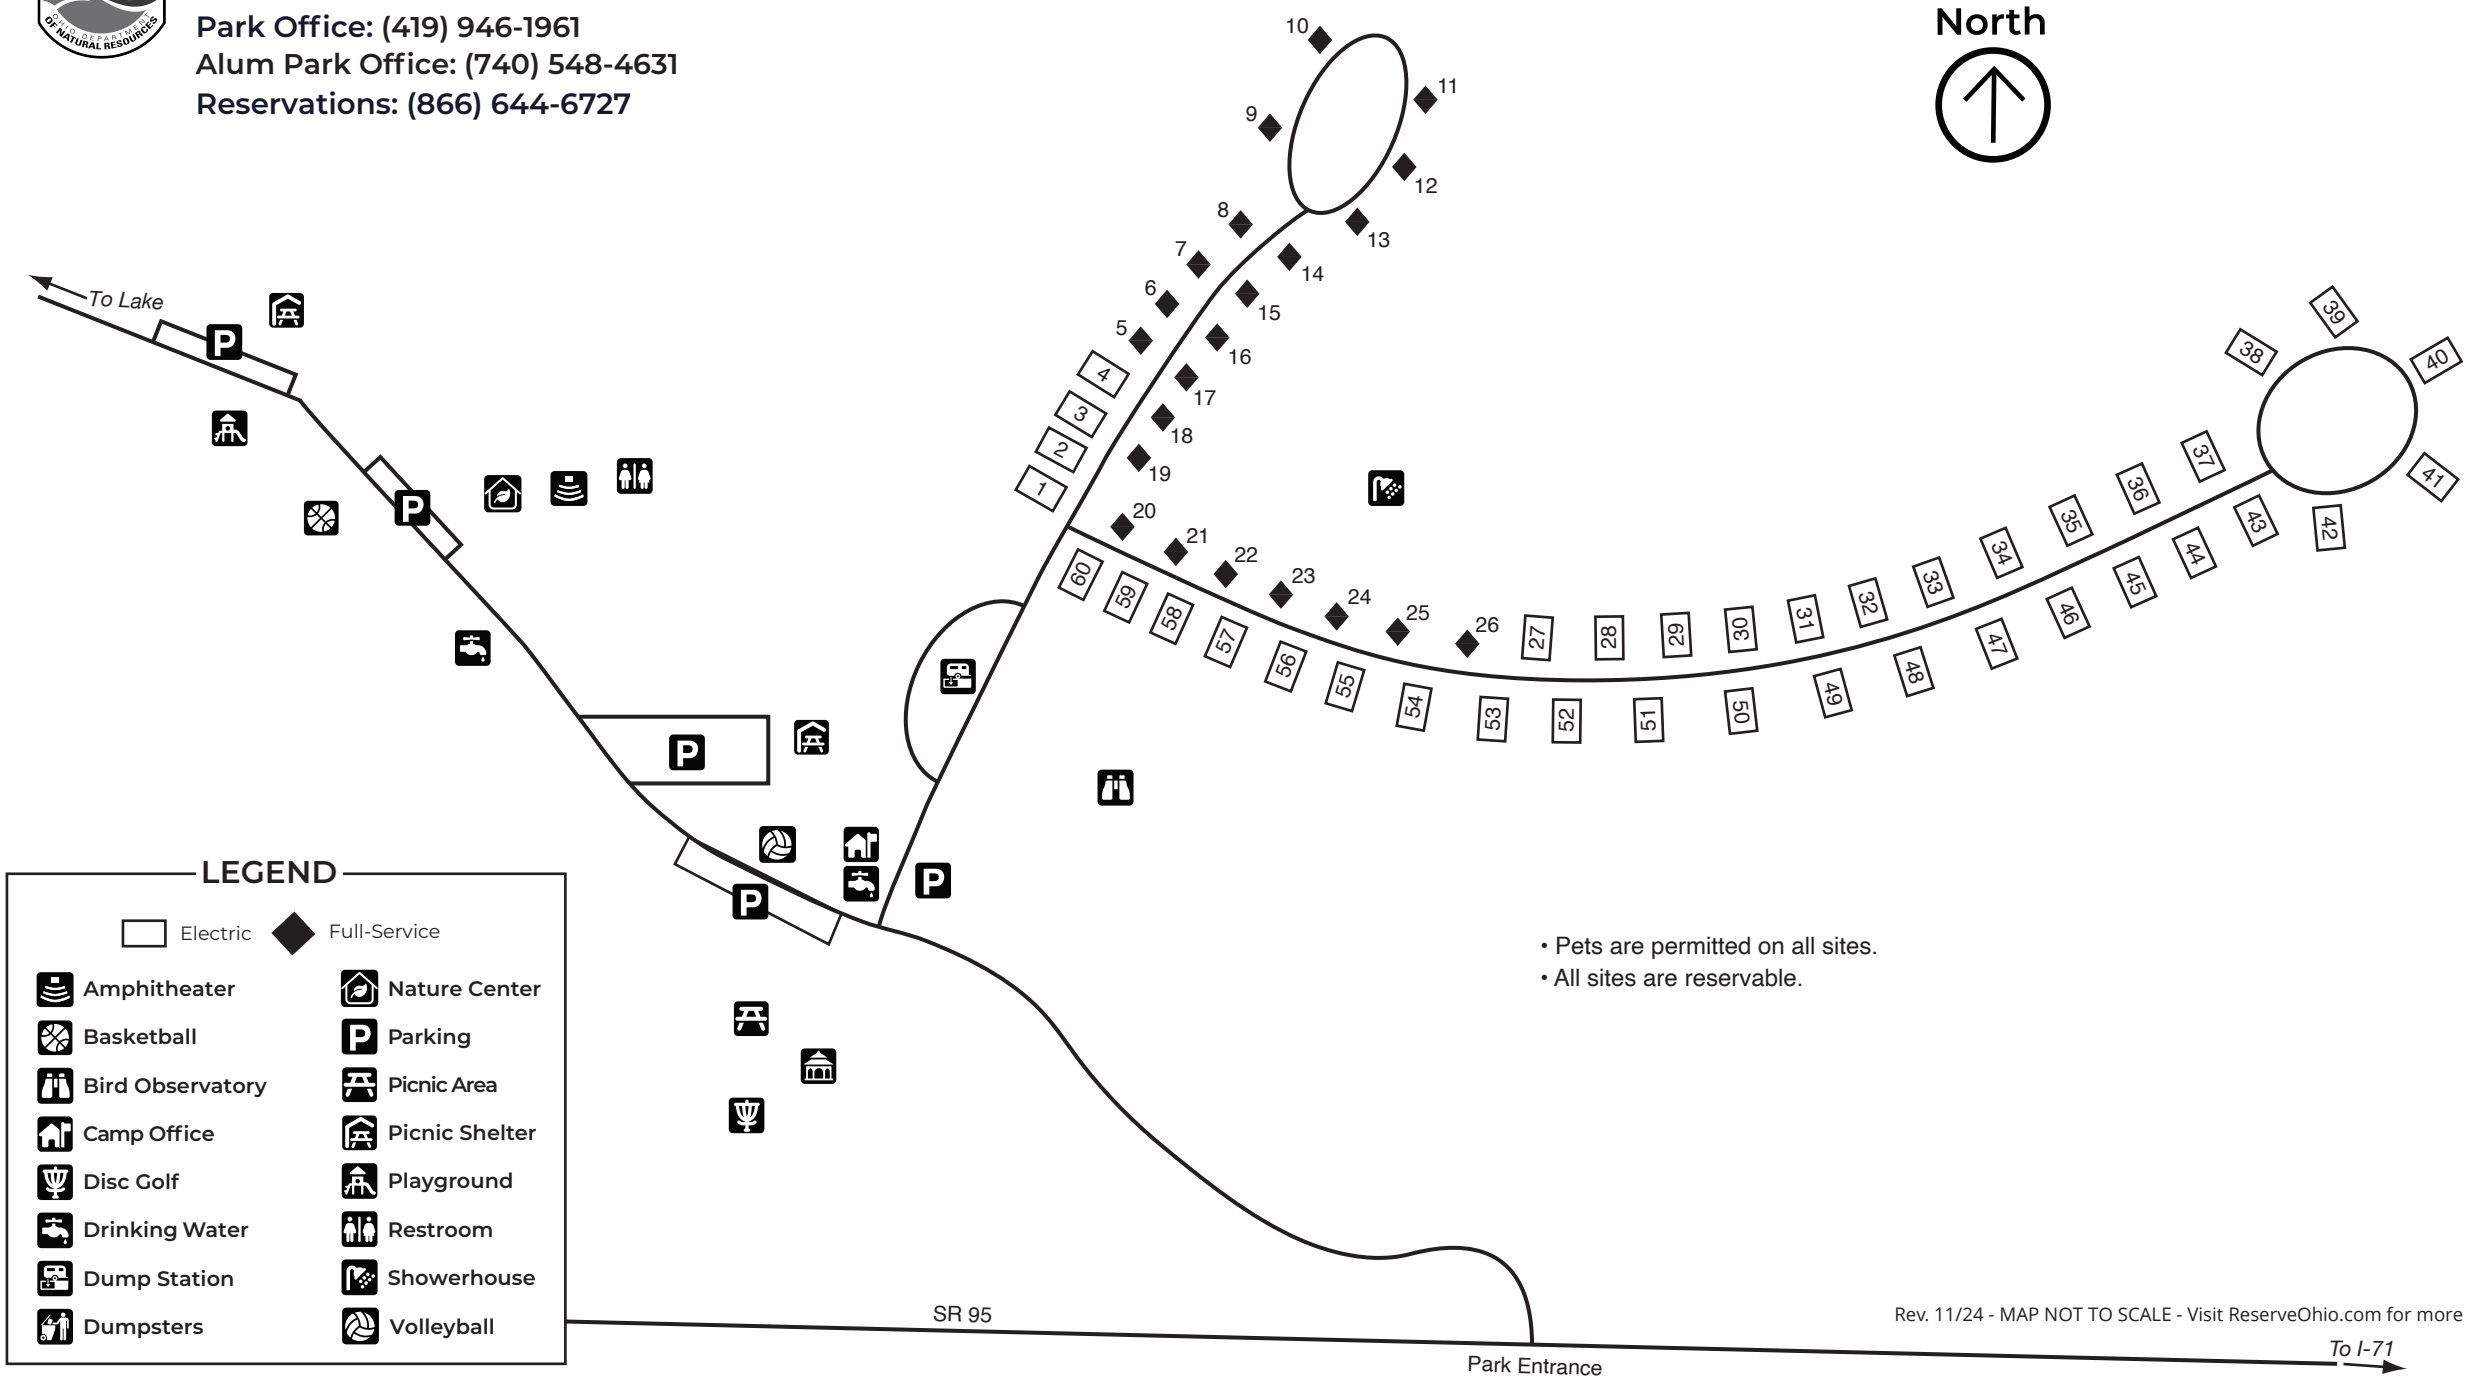 OHIO DEPARTMENT
OF NATURAL RESOURCES
Park Office: (419) 946-1961
Alum Park Office: (740) 548-4631
Reservations: (866) 644-6727
North
To Lake
P
P
P
P
P
1
2
3
4
5
6
7
8
9
10
11
12
13
14
15
16
17
18
19
20
21
22
23
24
25
26
27
28
29
30
31
32
33
34
35
36
37
38
39
40
41
42
43
44
45
46
47
48
49
50
51
52
53
54
55
56
57
58
59
60
• Pets are permitted on all sites.
• All sites are reservable.
LEGEND
Electric
Full-Service
Amphitheater
Basketball
Bird Observatory
Camp Office
Disc Golf
Drinking Water
Dump Station
Dumpsters
Nature Center
P Parking
Picnic Area
Picnic Shelter
Playground
Restroom
Showerhouse
Volleyball
SR 95
Park Entrance
Rev. 11/24 - MAP NOT TO SCALE - Visit ReserveOhio.com for more
To I-71